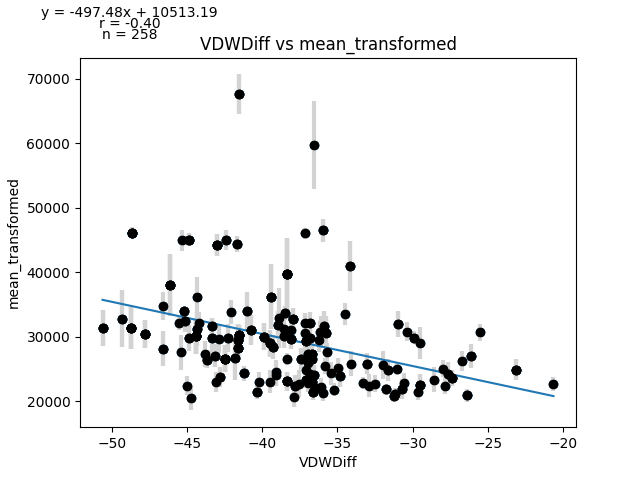 y = -497.48x + 10513.19
r = -0.40
n = 258
VDWDiff vs mean_transformed
70000
60000
50000
40000
30000
20000
mean_transformed
−50 −45 −40 −35 −30 −25 −20
VDWDiff